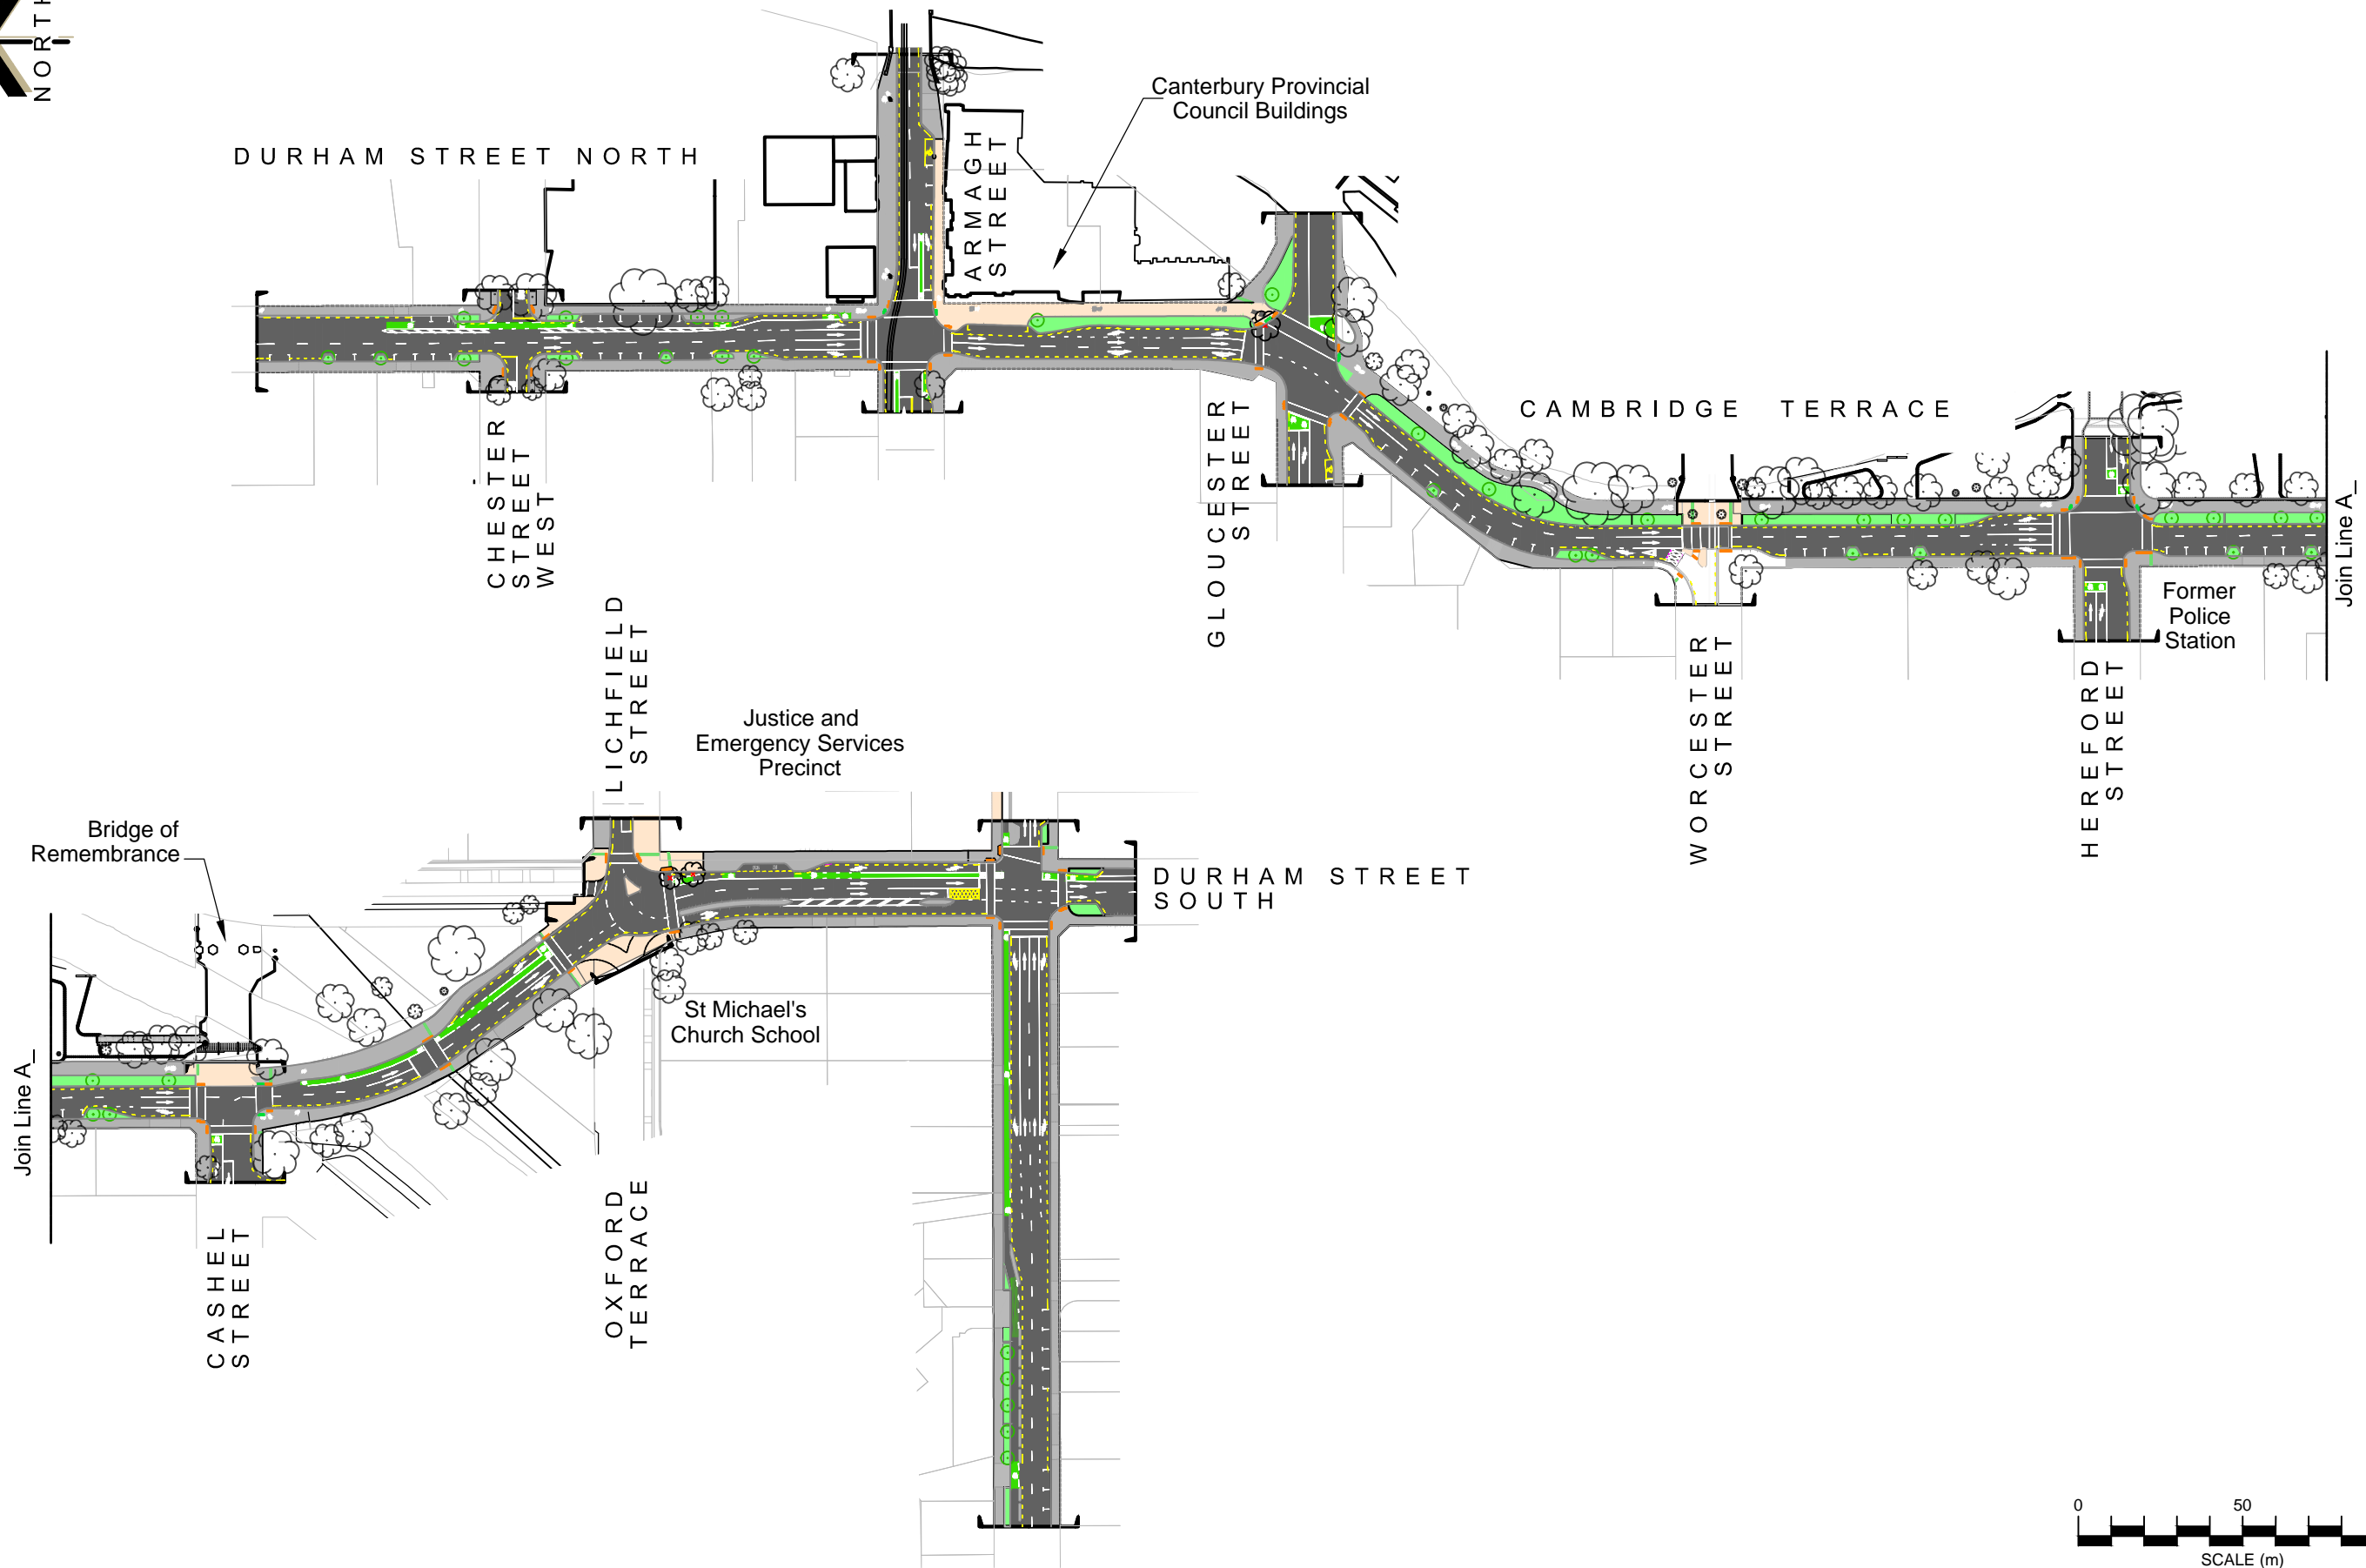 NORTH
Canterbury Provincial
Council Buildings
DURHAM STREET NORTH
ARMAGH
STREET
CAMBRIDGE TERRACE
CHESTER
STREET
WEST
GLOUCESTER
STREET
Former
Police
Station
Join Line A_
WORCESTER
STREET
HEREFORD
STREET
LICHFIELD
STREET
Justice and
Emergency Services
Precinct
Bridge of
Remembrance
DURHAM STREET
SOUTH
St Michael's
Church School
Join Line A_
CASHEL
STREET
OXFORD
TERRACE
0 50
SCALE (m)